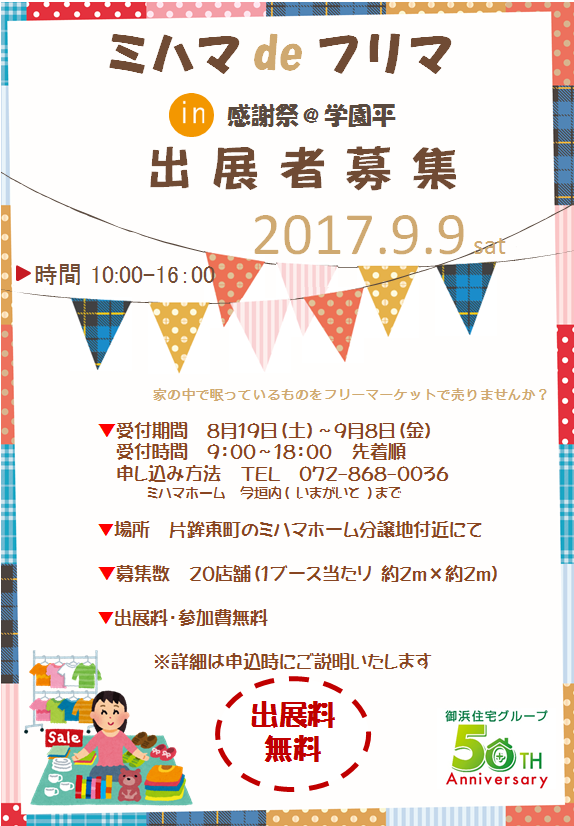 ミハマ de フリマ
in 感謝祭@学園平
出展者募集
2017.9.9 sat
▶時間 10:00-16:00
家の中で眠っているものをフリーマーケットで売りませんか？
▼受付期間 8月19日(土)~9月8日(金)
受付時間 9:00~18:00 先着順
申し込み方法 TEL 072-868-0036
ミハマホーム 今垣内(いまがいと)まで
▼場所 片鉾東町のミハマホーム分譲地付近にて
▼募集数 20店舗(1ブース当たり 約2m×約2m)
▼出展料･参加費無料
※詳細は申込時にご説明いたします
Sale
出展料
無料
御浜住宅グループ
50TH
Anniversary